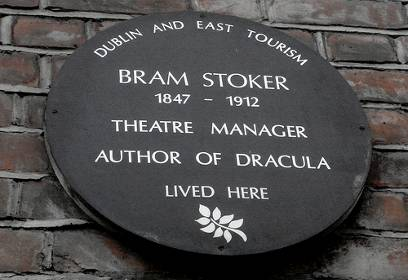 DUBLIN AND EAST TOURISM
BRAM STOKER
1847 – 1912
THEATRE MANAGER
AUTHOR OF DRACULA
LIVED HERE